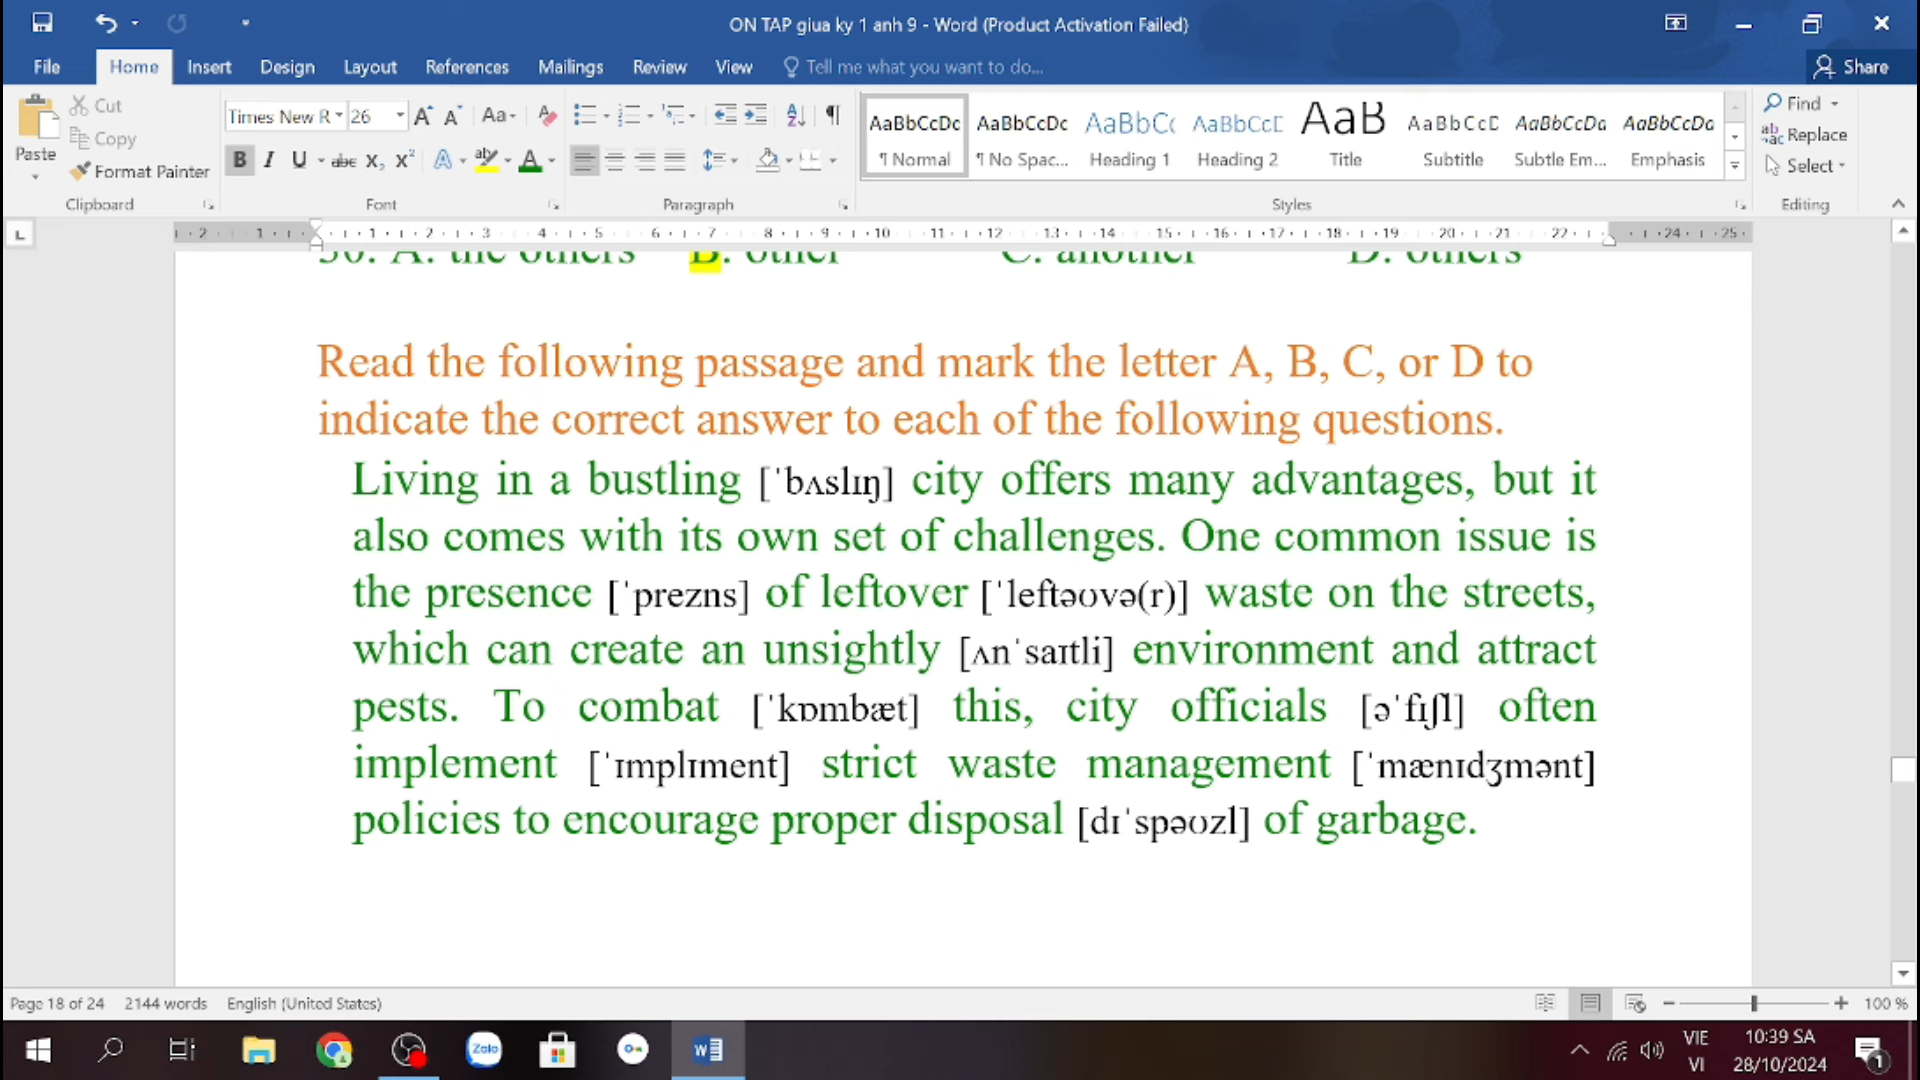 ON TAP giua ky 1 anh 9 - Word (Product Activation Failed)
File Home Insert Design Layout References Mailings Review View Tell me what you want to do... Share
Paste Cut Copy Format Painter Clipboard
Times New R 26 Font
Paragraph
AaBbCcDc AaBbCcDc AaBbCc AaBbCcE AaB AaBbCcD AaBbCcDa AaBbCcDa
¶ Normal ¶ No Spac... Heading 1 Heading 2 Title Subtitle Subtle Em... Emphasis
Styles
Find Replace Select Editing
30. A. the others B. other C. another D. others
Read the following passage and mark the letter A, B, C, or D to
indicate the correct answer to each of the following questions.
Living in a bustling [ˈbʌslɪŋ] city offers many advantages, but it
also comes with its own set of challenges. One common issue is
the presence [ˈprezns] of leftover [ˈleftəʊvə(r)] waste on the streets,
which can create an unsightly [ʌnˈsaɪtli] environment and attract
pests. To combat [ˈkɒmbæt] this, city officials [əˈfɪʃl] often
implement [ˈɪmplɪment] strict waste management [ˈmænɪdʒmənt]
policies to encourage proper disposal [dɪˈspəʊzl] of garbage.
Page 18 of 24 2144 words English (United States) 100 %
Zalo
VIE
VI
10:39 SA
28/10/2024
1